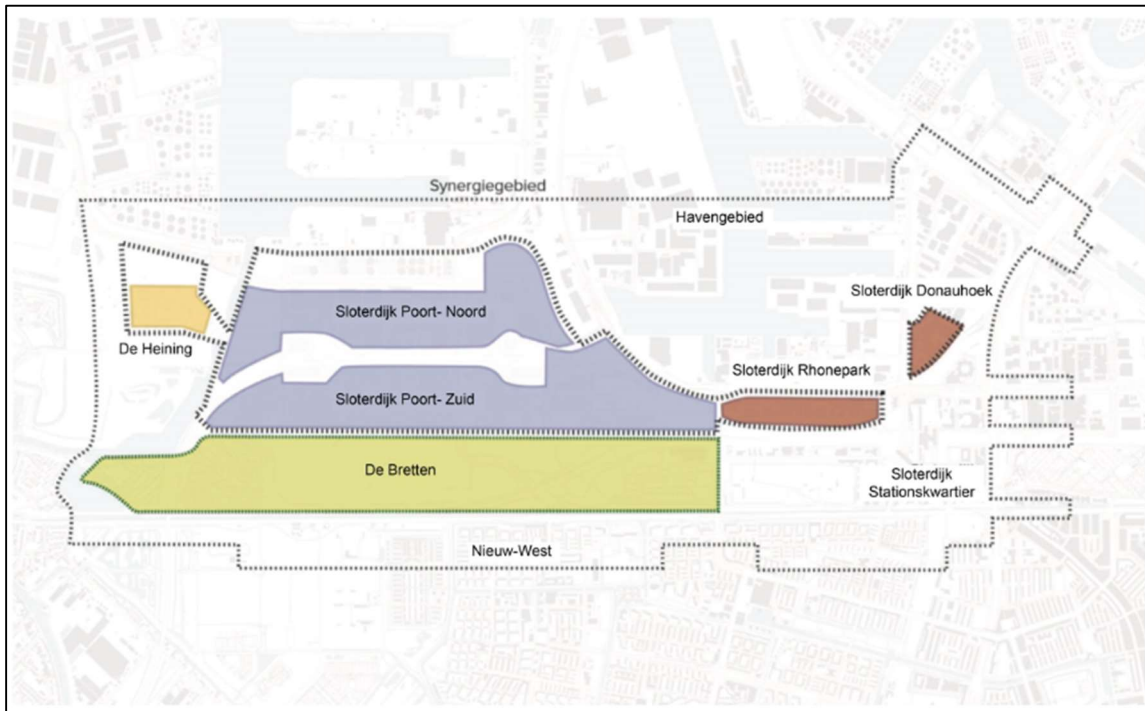 Synergiegebied
Havengebied
Sloterdijk Donauhoek
Sloterdijk Poort- Noord
De Heining
Sloterdijk Rhonepark
Sloterdijk Poort- Zuid
De Bretten
Sloterdijk
Stationskwartier
Nieuw-West